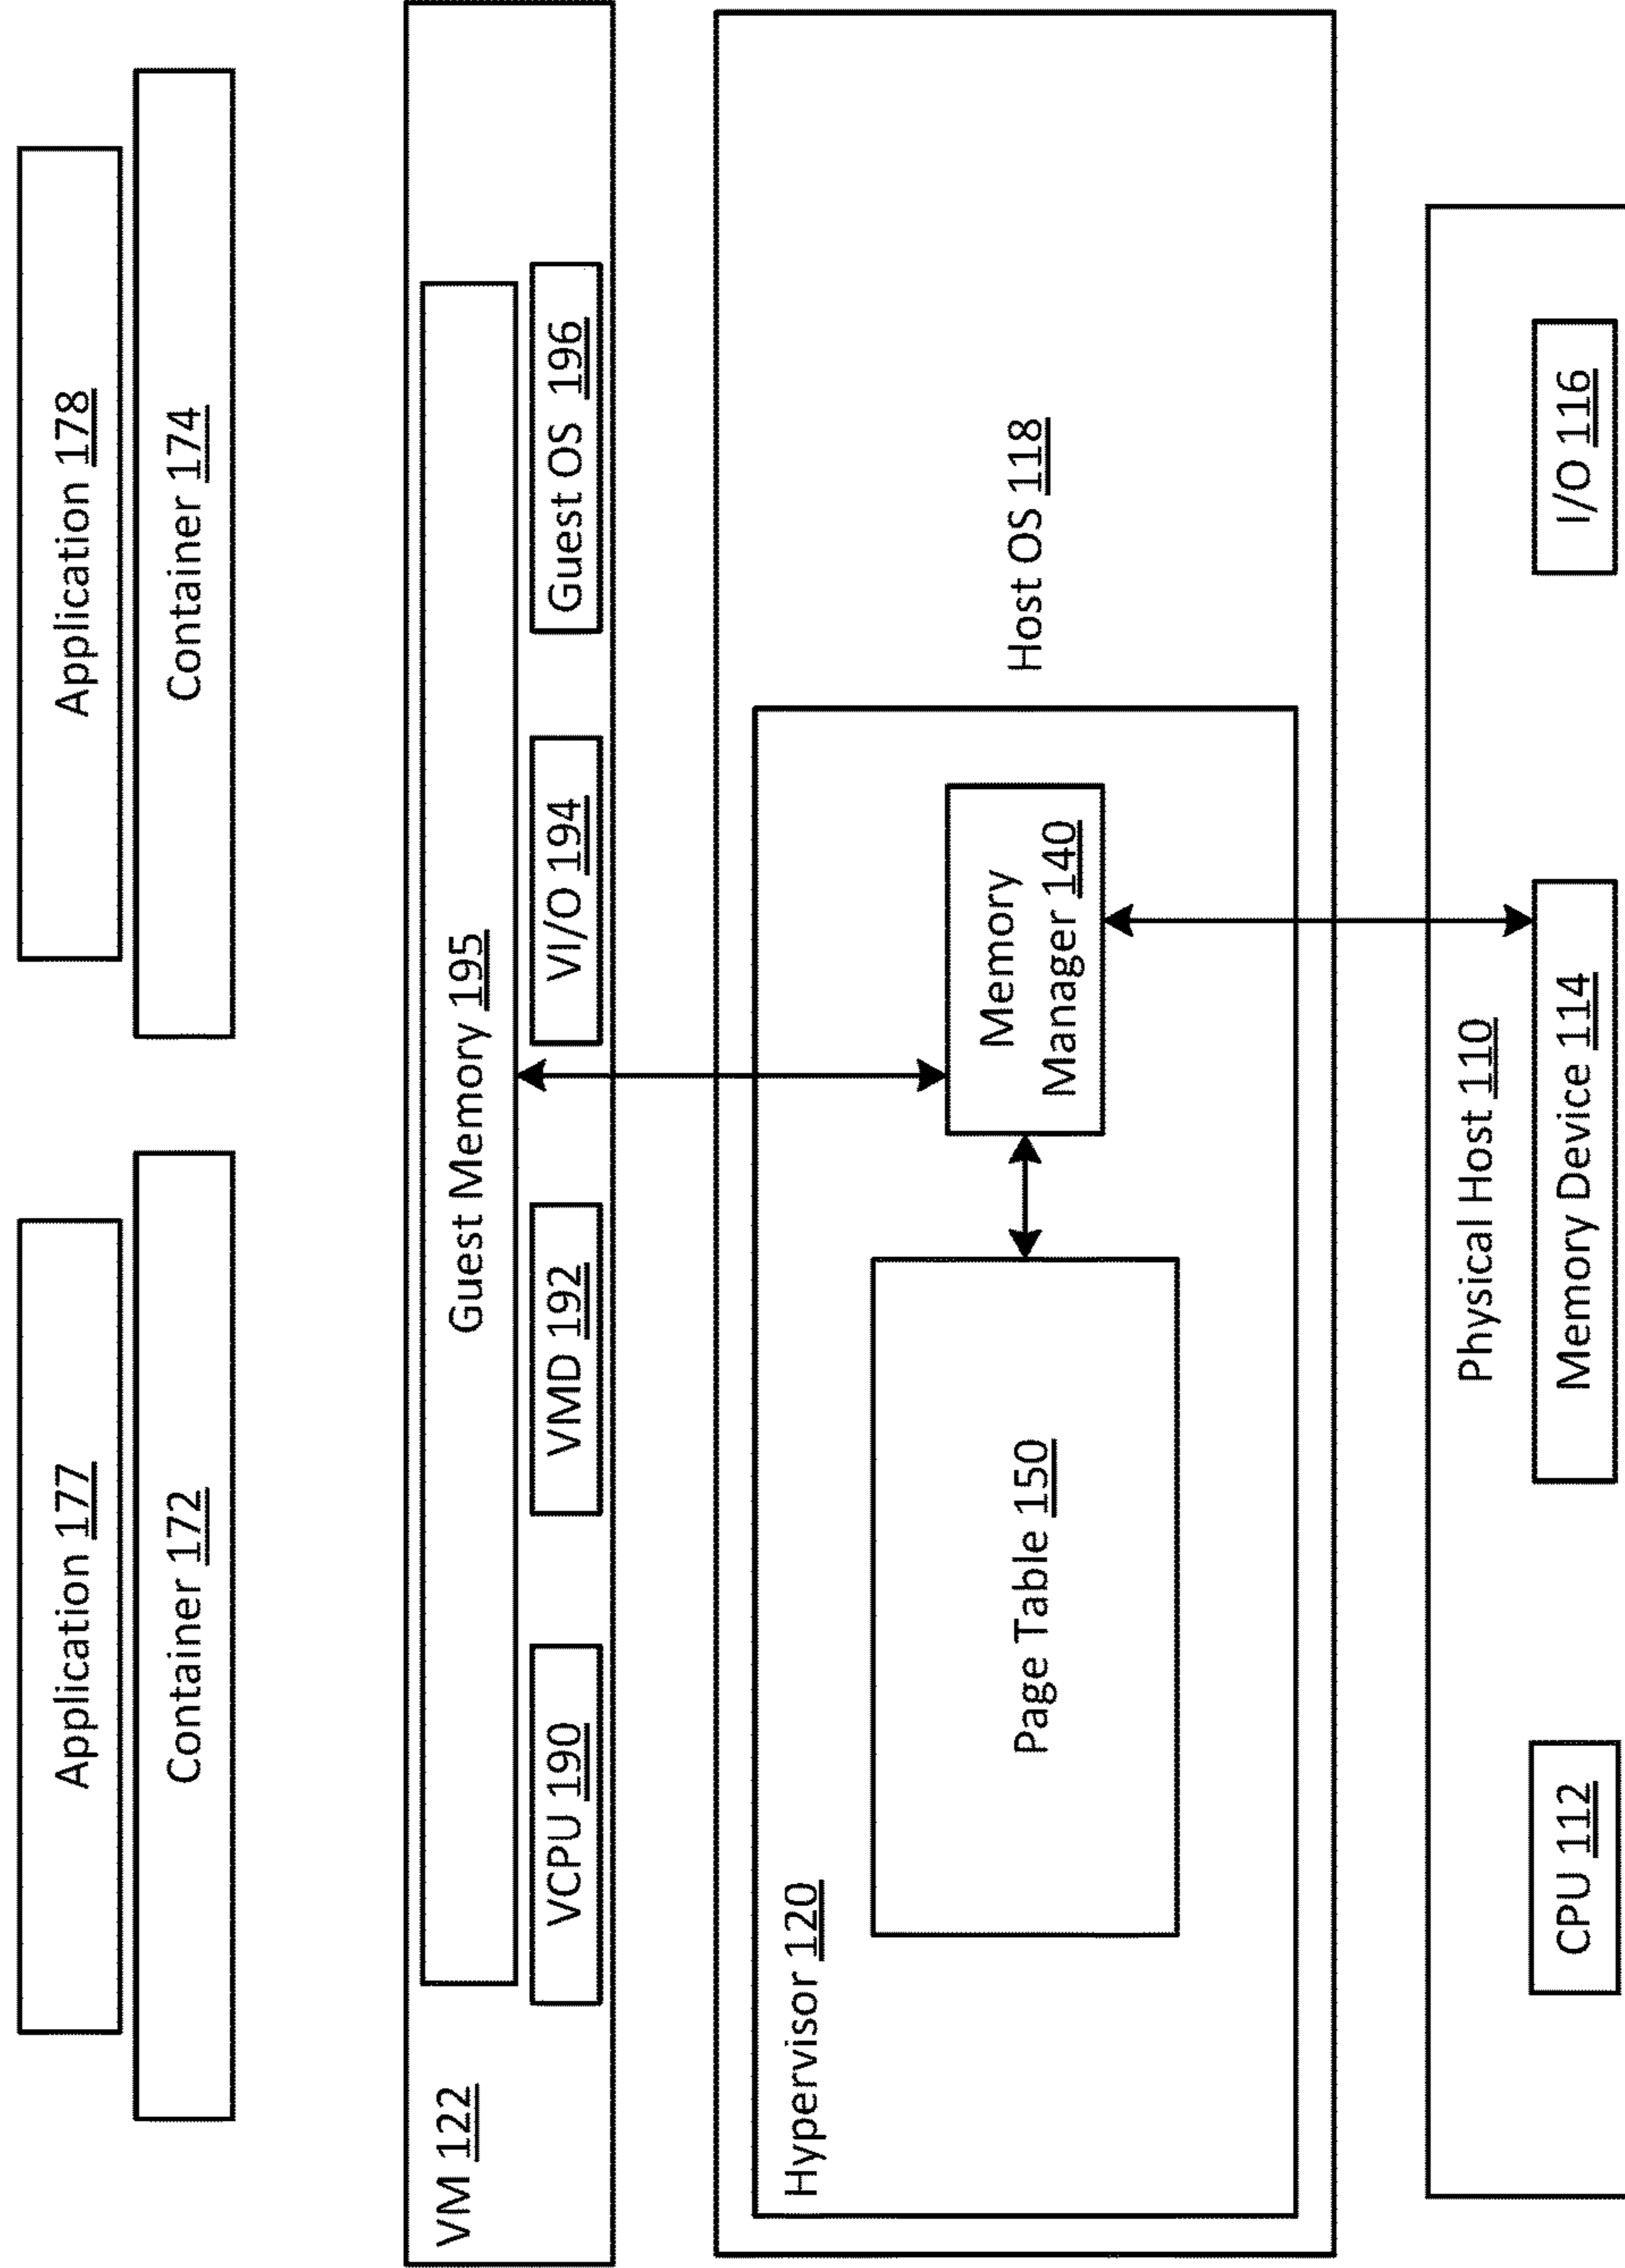 Application 177
Application 178
Container 172
Container 174
VM 122
Guest Memory 195
VCPU 190
VMD 192
VI/O 194
Guest OS 196
Hypervisor 120
Page Table 150
Memory
Manager 140
Host OS 118
Physical Host 110
CPU 112
Memory Device 114
I/O 116